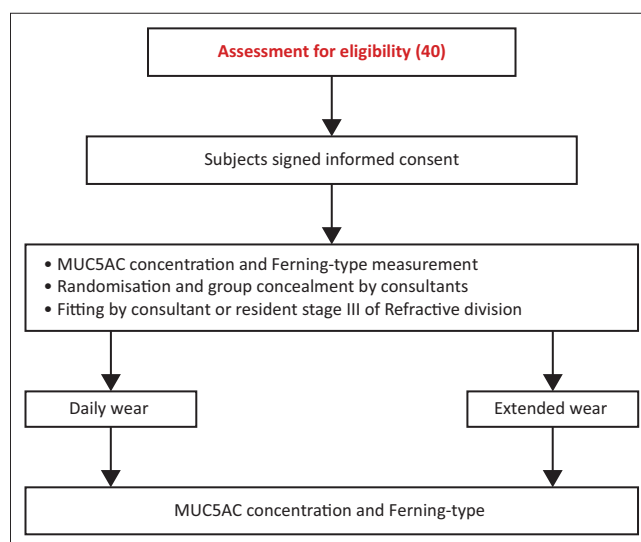 Assessment for eligibility (40)
Subjects signed informed consent
• MUC5AC concentration and Ferning-type measurement
• Randomisation and group concealment by consultants
• Fitting by consultant or resident stage III of Refractive division
Daily wear
Extended wear
MUC5AC concentration and Ferning-type